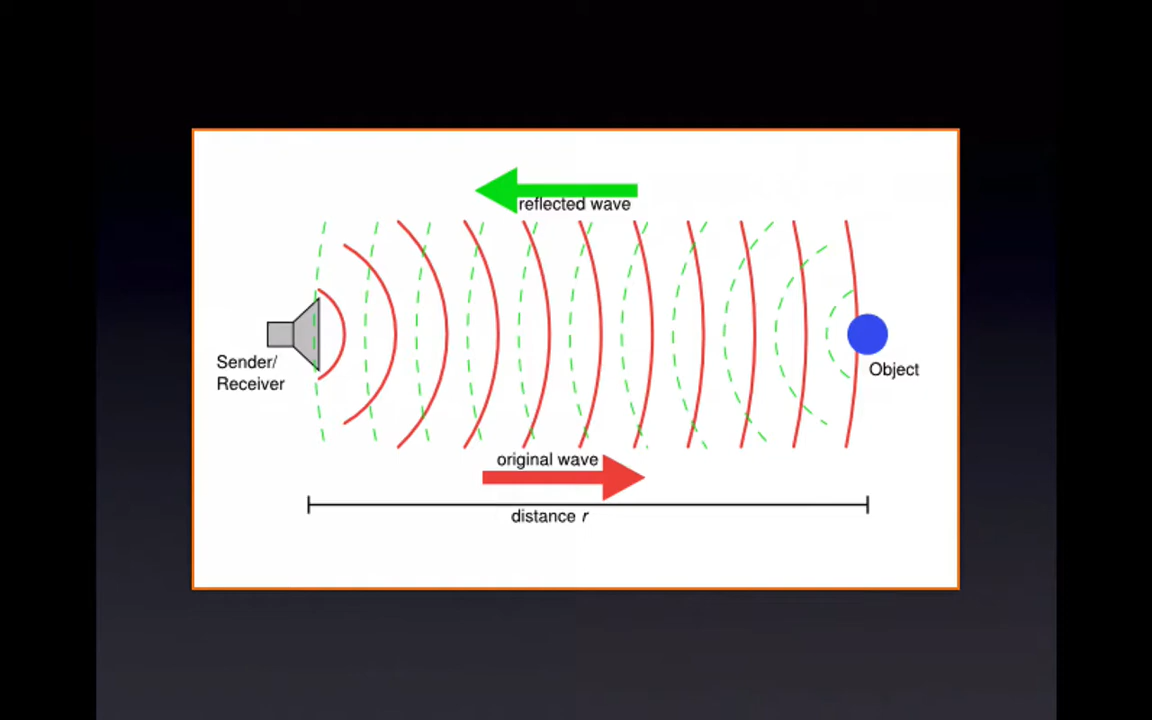 reflected wave
Sender/
Receiver
Object
original wave
distance r